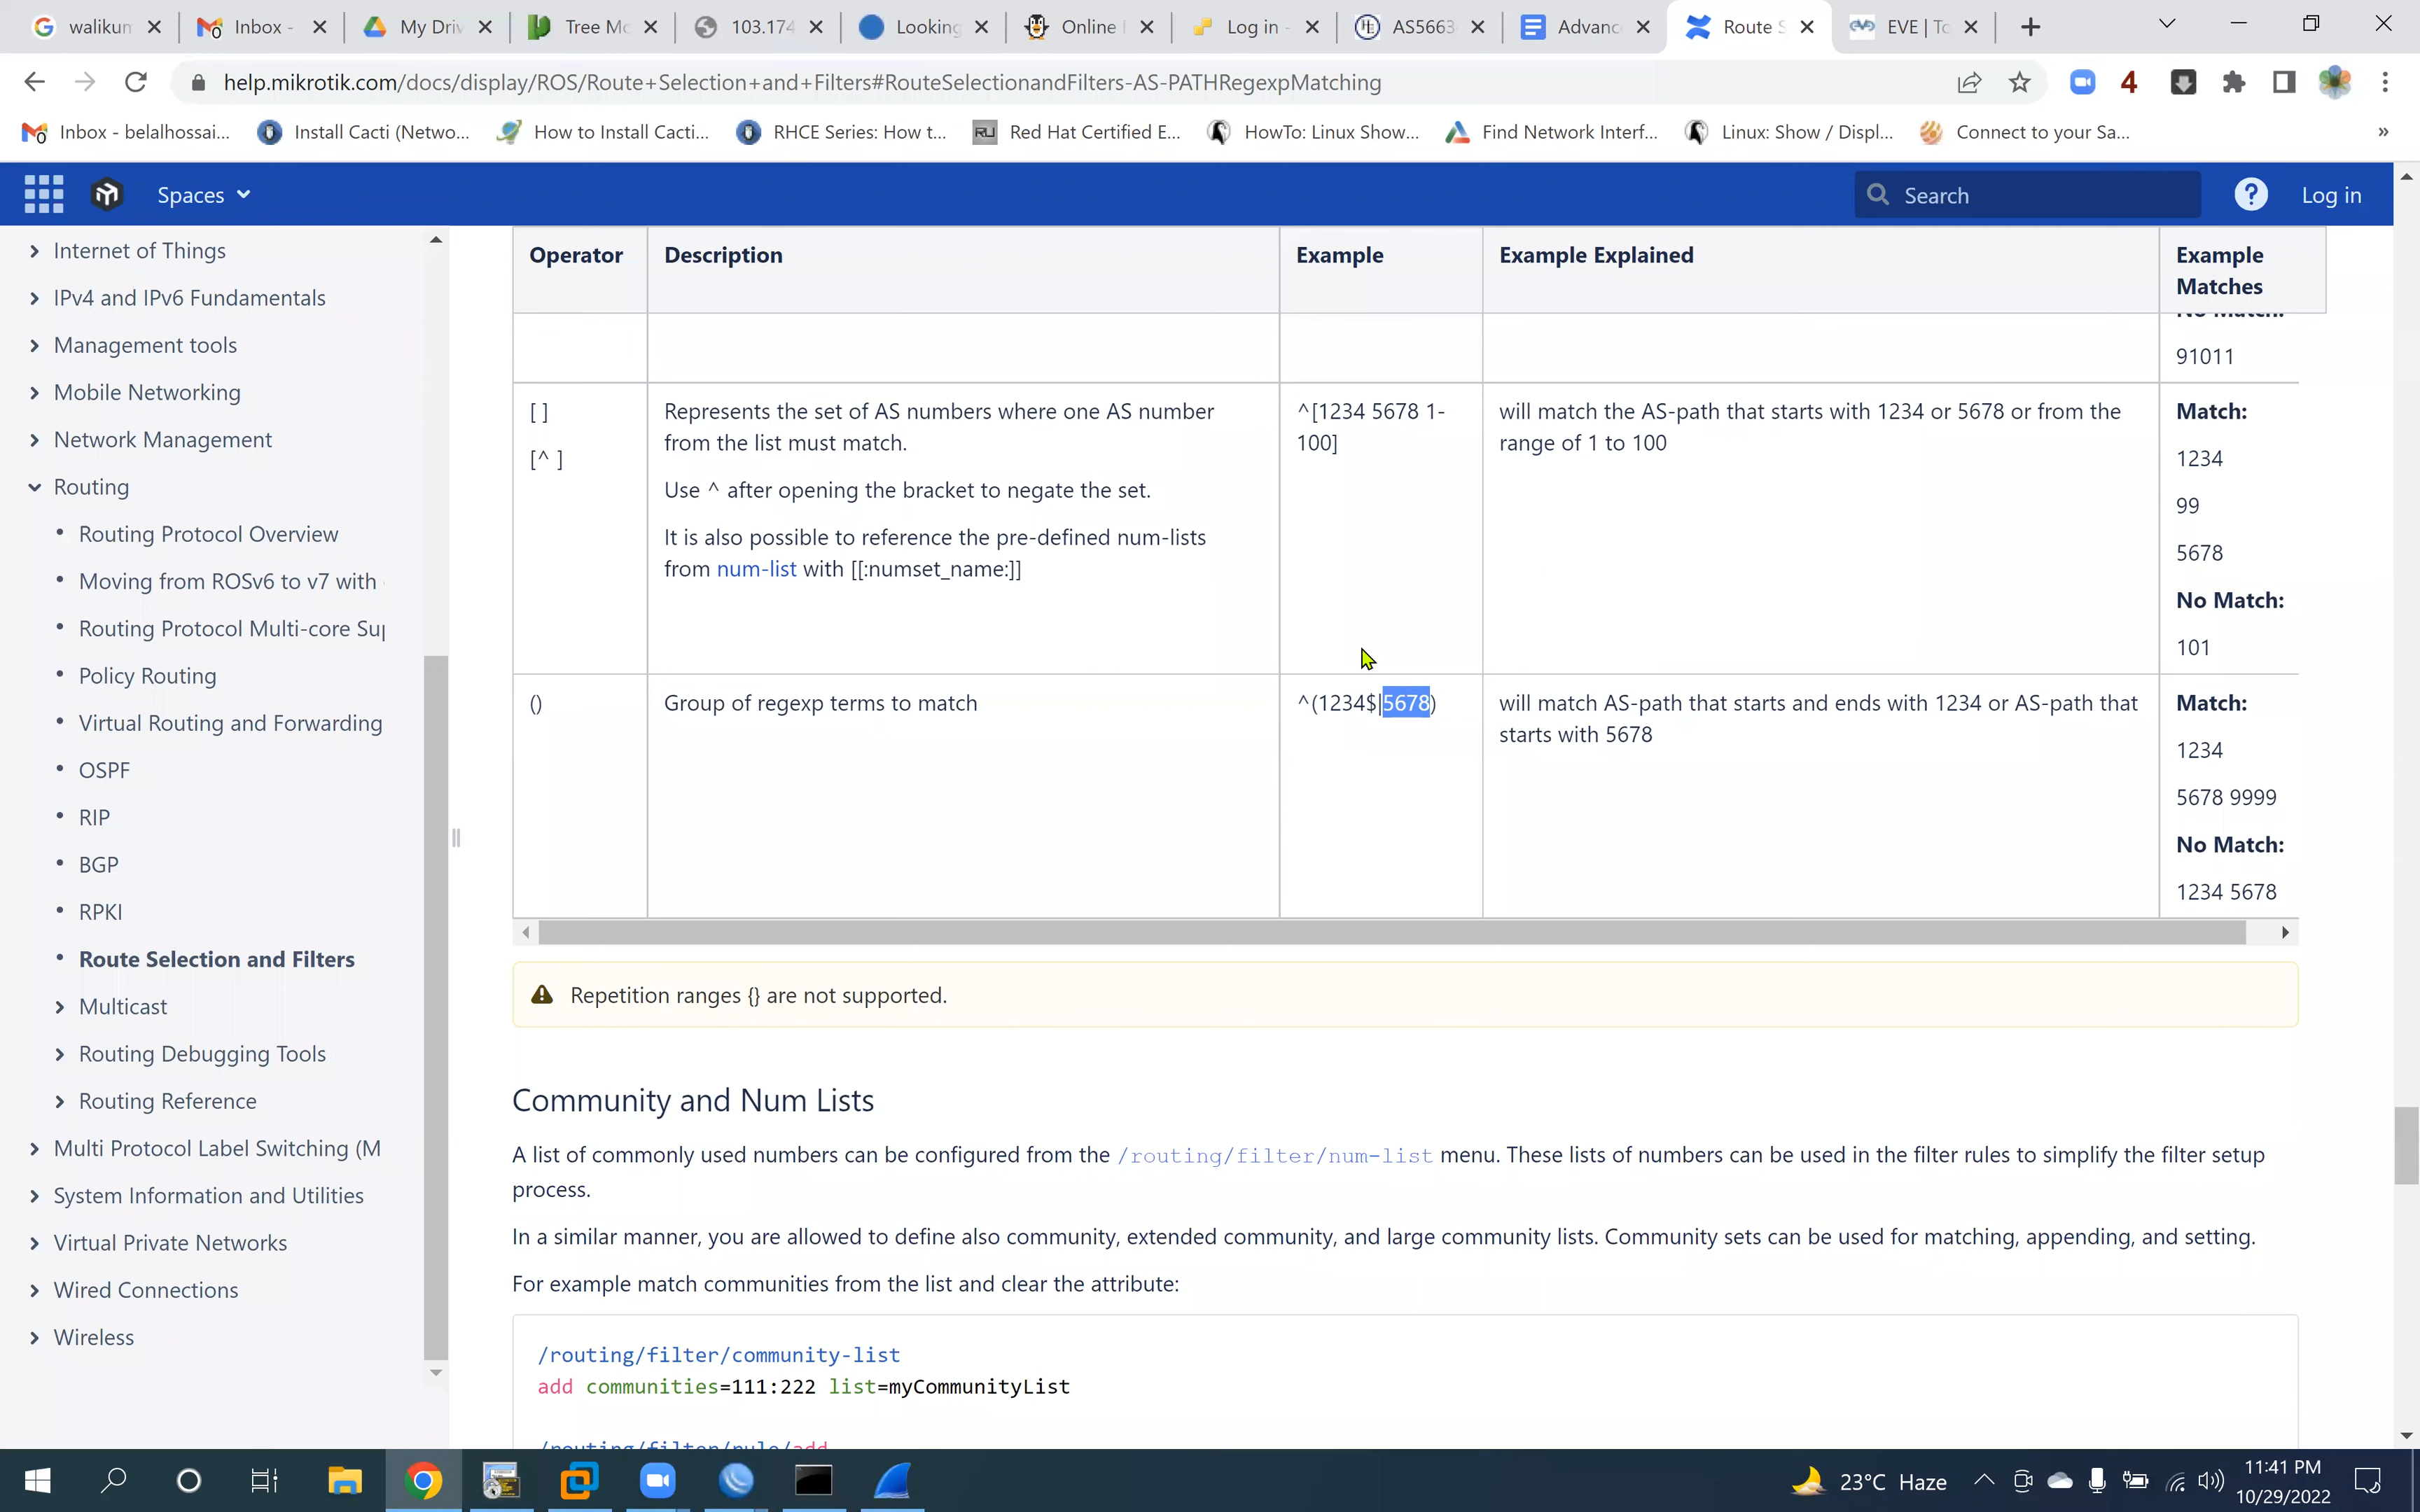 walikum
Inbox -
My Driv
Tree Mo
103.174
Looking
Online
Log in -
AS5663
Advanc
Route S
EVE | To
help.mikrotik.com/docs/display/ROS/Route+Selection+and+Filters#RouteSelectionandFilters-AS-PATHRegexpMatching
4
Inbox - belalhossai...
Install Cacti (Netwo...
How to Install Cacti...
RHCE Series: How t...
Red Hat Certified E...
HowTo: Linux Show...
Find Network Interf...
Linux: Show / Displ...
Connect to your Sa...
»
Spaces
Search
Log in
Internet of Things
IPv4 and IPv6 Fundamentals
Management tools
Mobile Networking
Network Management
Routing
Routing Protocol Overview
Moving from ROSv6 to v7 with
Routing Protocol Multi-core Sup
Policy Routing
Virtual Routing and Forwarding
OSPF
RIP
BGP
RPKI
Route Selection and Filters
Multicast
Routing Debugging Tools
Routing Reference
Multi Protocol Label Switching (M
System Information and Utilities
Virtual Private Networks
Wired Connections
Wireless
Operator
Description
Example
Example Explained
Example
Matches
No Match:
91011
[ ]
[^ ]
Represents the set of AS numbers where one AS number
from the list must match.
Use ^ after opening the bracket to negate the set.
It is also possible to reference the pre-defined num-lists
from num-list with [[:numset_name:]]
^[1234 5678 1-
100]
will match the AS-path that starts with 1234 or 5678 or from the
range of 1 to 100
Match:
1234
99
5678
No Match:
101
()
Group of regexp terms to match
^(1234$|5678)
will match AS-path that starts and ends with 1234 or AS-path that
starts with 5678
Match:
1234
5678 9999
No Match:
1234 5678
Repetition ranges {} are not supported.
Community and Num Lists
A list of commonly used numbers can be configured from the /routing/filter/num-list menu. These lists of numbers can be used in the filter rules to simplify the filter setup
process.
In a similar manner, you are allowed to define also community, extended community, and large community lists. Community sets can be used for matching, appending, and setting.
For example match communities from the list and clear the attribute:
/routing/filter/community-list
add communities=111:222 list=myCommunityList
/routing/filter/rule/add
23°C Haze
11:41 PM
10/29/2022